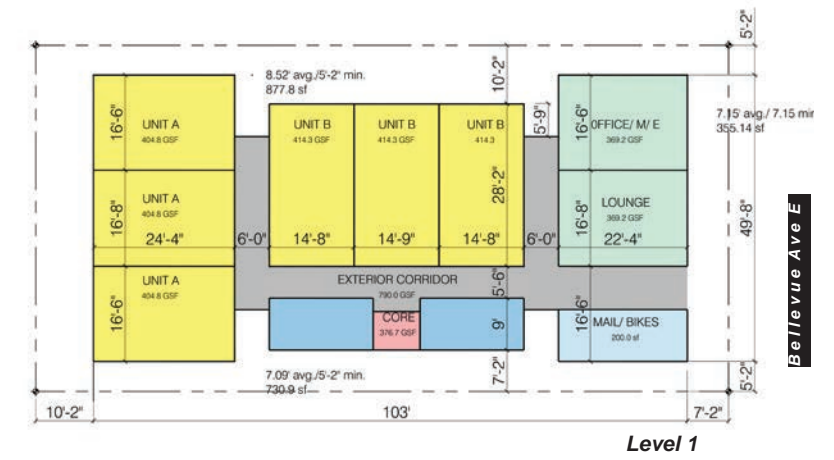 5'-2"
8.52' avg./5'-2" min.
877.8 sf
10'-2"
7.15' avg./ 7.15 min
355.14 sf
16'-6"
UNIT A
404.8 GSF
UNIT B
414.3 GSF
UNIT B
414.3 GSF
UNIT B
414.3
5'-9"
16'-6"
OFFICE/ M/ E
369.2 GSF
28'-2"
16'-8"
UNIT A
404.8 GSF
16'-8"
LOUNGE
369.2 GSF
49'-8"
Bellevue Ave E
24'-4"
6'-0"
14'-8"
14'-9"
14'-8"
6'-0"
22'-4"
16'-6"
UNIT A
404.8 GSF
EXTERIOR CORRIDOR
790.0 GSF
5'-6"
CORE
376.7 GSF
9'
16'-6"
MAIL/ BIKES
200.0 sf
7.09' avg./5'-2" min.
730.9 sf
7'-2"
5'-2"
10'-2"
103'
7'-2"
Level 1